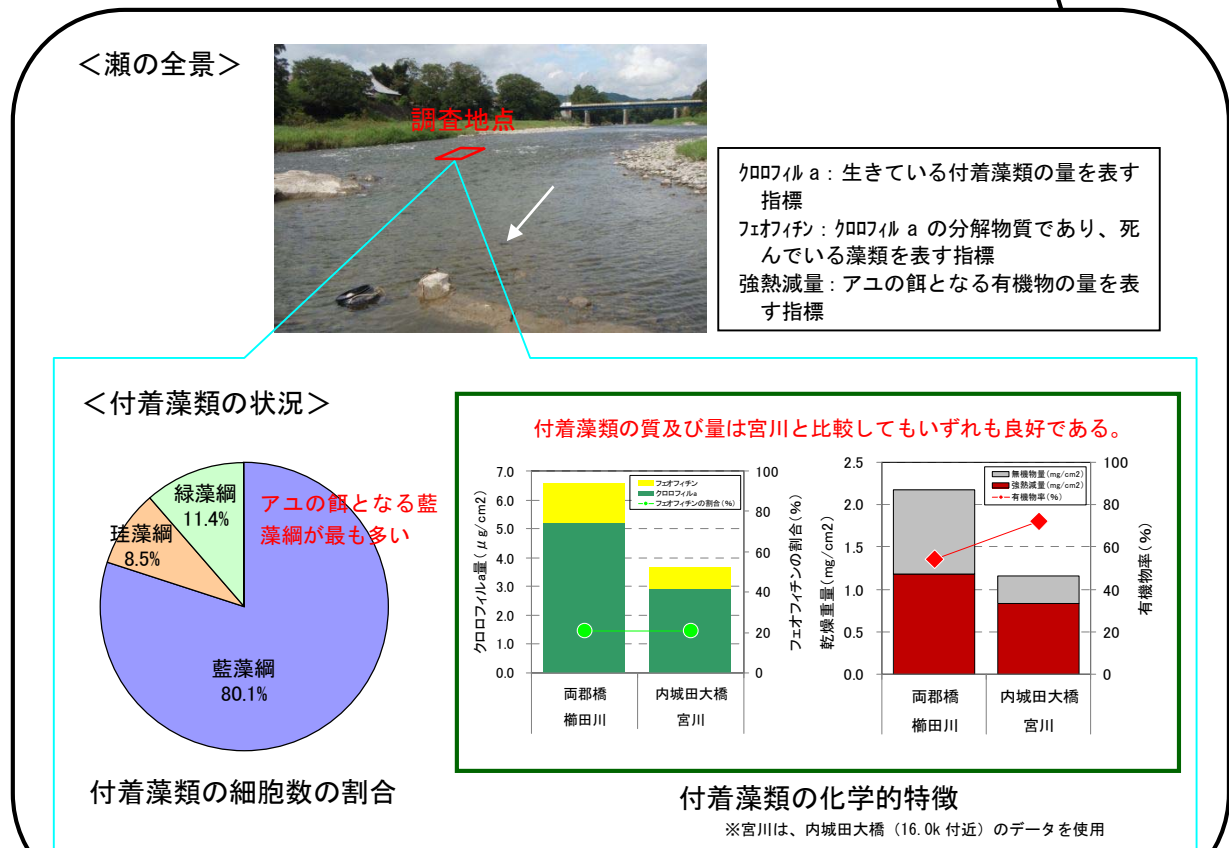 ＜瀬の全景＞
調査地点
ｸﾛﾛﾌｨﾙ a：生きている付着藻類の量を表す
指標
ﾌｪｵﾌｨﾁﾝ：ｸﾛﾛﾌｨﾙ a の分解物質であり、死
んでいる藻類を表す指標
強熱減量：アユの餌となる有機物の量を表
す指標
＜付着藻類の状況＞
緑藻綱
11.4%
珪藻綱
8.5%
アユの餌となる藍
藻綱が最も多い
藍藻綱
80.1%
付着藻類の細胞数の割合
付着藻類の質及び量は宮川と比較してもいずれも良好である。
クロロフィルa量(μg/cm2)
7.0
6.0
5.0
4.0
3.0
2.0
1.0
0.0
フェオフィチン
クロロフィルa
フェオフィチンの割合(%)
100
80
60
40
20
0
フェオフィチンの割合(%)
両郡橋
内城田大橋
櫛田川
宮川
乾燥重量(mg/cm2)
2.5
2.0
1.5
1.0
0.5
0.0
無機物量(mg/cm2)
強熱減量(mg/cm2)
有機物率(%)
100
80
60
40
20
0
有機物率(%)
両郡橋
内城田大橋
櫛田川
宮川
付着藻類の化学的特徴
※宮川は、内城田大橋（16.0k 付近）のデータを使用